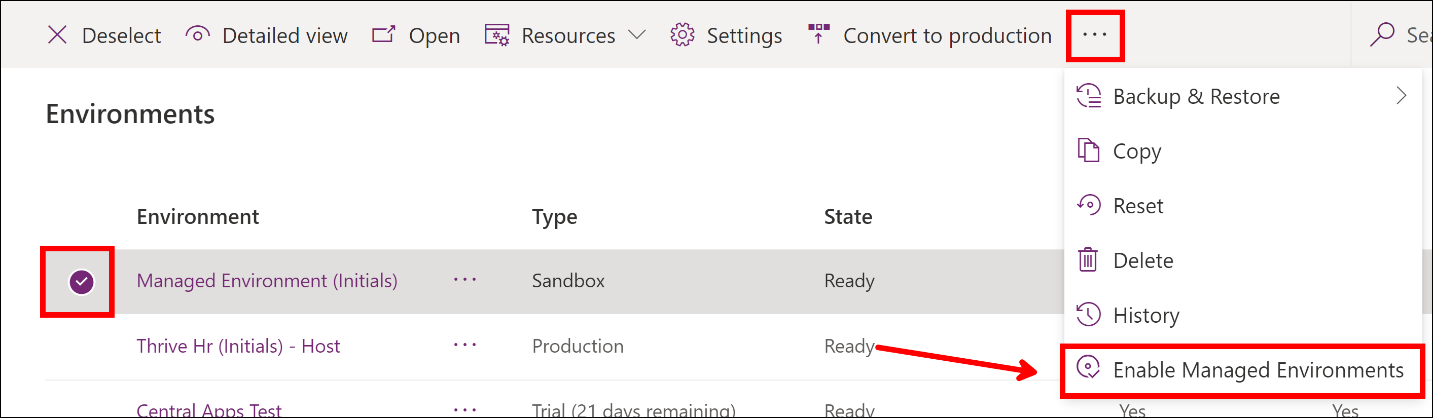 Deselect Detailed view Open Resources Settings Convert to production ...
Environments
Backup & Restore
Copy
Reset
Delete
History
Enable Managed Environments
Environment Type State
Managed Environment (Initials) ... Sandbox Ready
Thrive Hr (Initials) - Host ... Production Ready
Central Apps Test ... Trial (21 days remaining) Ready Yes Yes